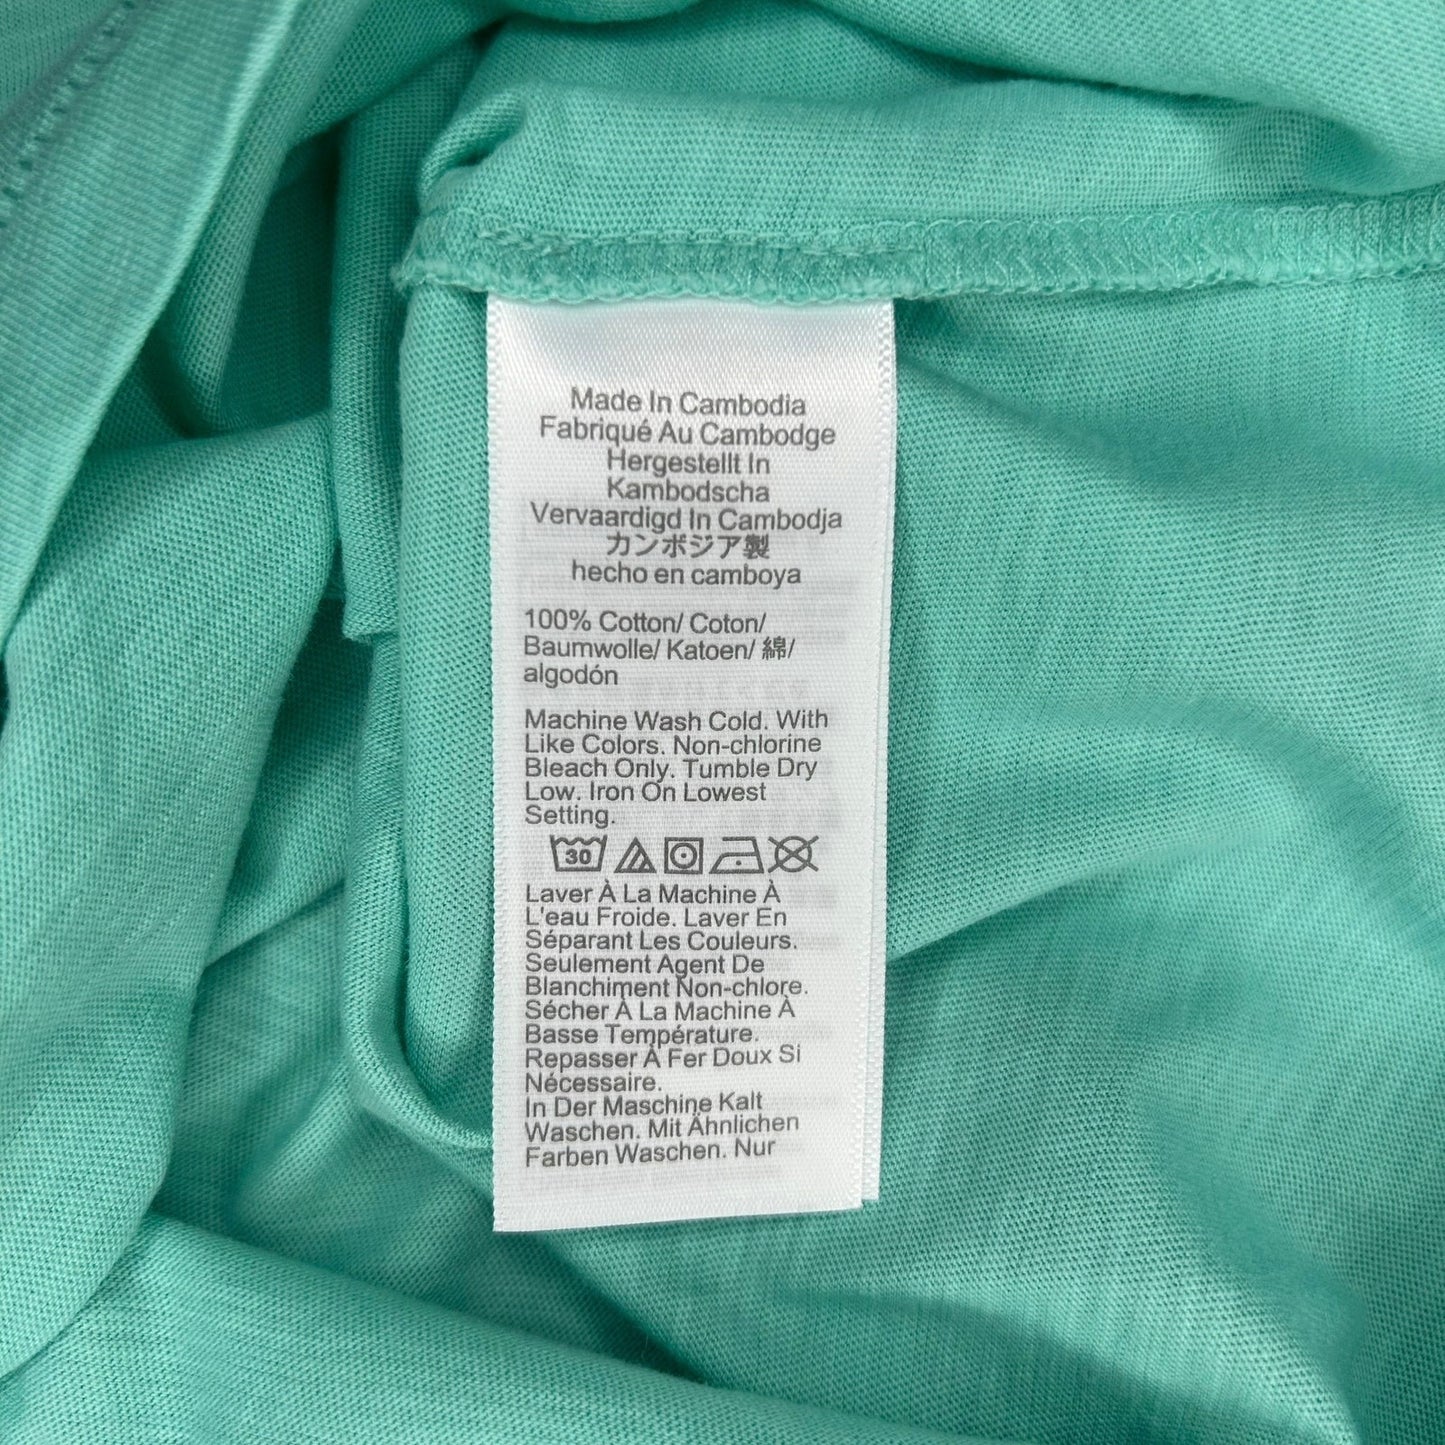 Made In Cambodia
Fabriqué Au Cambodge
Hergestellt In
Kambodscha
Vervaardigd In Cambodja
カンボジア製
hecho en camboya
100% Cotton/ Coton/
Baumwolle/ Katoen/ 綿/
algodón
Machine Wash Cold. With
Like Colors. Non-chlorine
Bleach Only. Tumble Dry
Low. Iron On Lowest
Setting.
30
Laver À La Machine À
L'eau Froide. Laver En
Séparant Les Couleurs.
Seulement Agent De
Blanchiment Non-chlore.
Sécher À La Machine À
Basse Température.
Repasser À Fer Doux Si
Nécessaire.
In Der Maschine Kalt
Waschen. Mit Ähnlichen
Farben Waschen. Nur